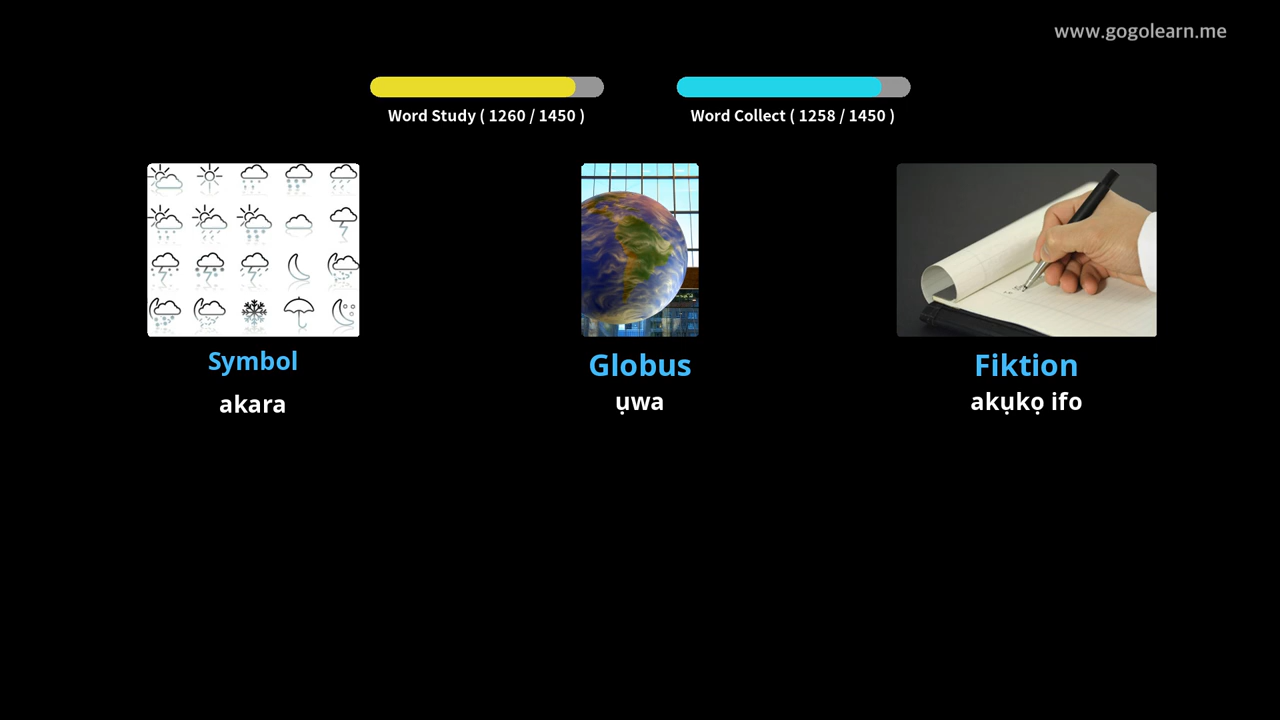 www.gogolearn.me
Word Study ( 1260 / 1450 )
Word Collect ( 1258 / 1450 )
Symbol
akara
Globus
ụwa
Fiktion
akụkọ ifo